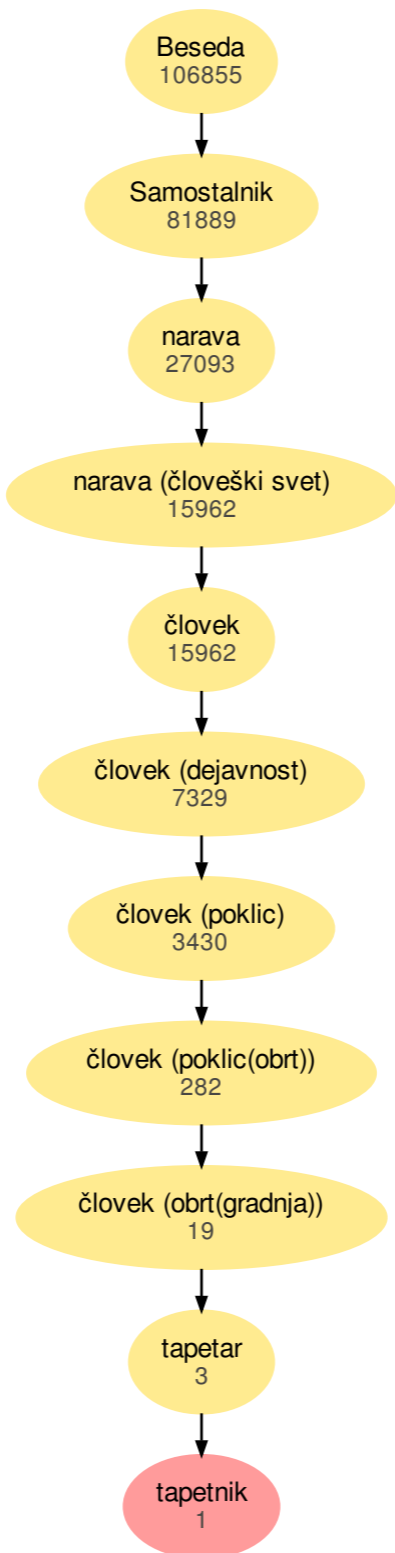 Beseda
106855
Samostalnik
81889
narava
27093
narava (človeški svet)
15962
človek
15962
človek (dejavnost)
7329
človek (poklic)
3430
človek (poklic(obrt))
282
človek (obrt(gradnja))
19
tapetar
3
tapetnik
1